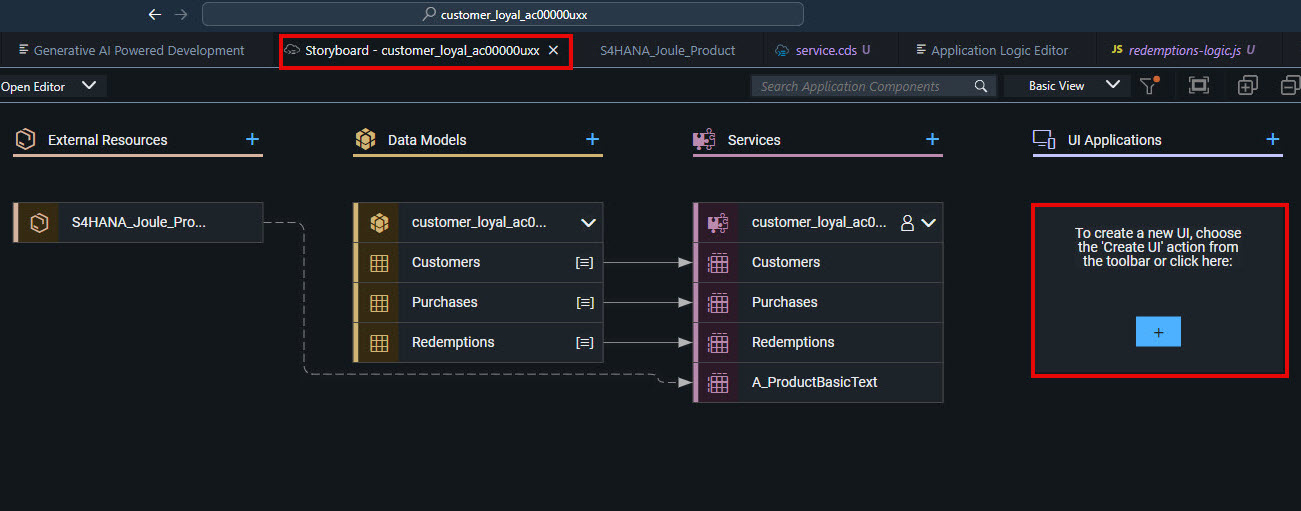 customer_loyal_ac00000uxx
Generative AI Powered Development
Storyboard - customer_loyal_ac00000uxx
S4HANA_Joule_Product
service.cds U
Application Logic Editor
JS redemptions-logic.js U
Open Editor
Search Application Components
Basic View
External Resources +
Data Models +
Services +
UI Applications +
S4HANA_Joule_Pro...
customer_loyal_ac0...
Customers
Purchases
Redemptions
customer_loyal_ac0...
Customers
Purchases
Redemptions
A_ProductBasicText
To create a new UI, choose
the 'Create UI' action from
the toolbar or click here:
+